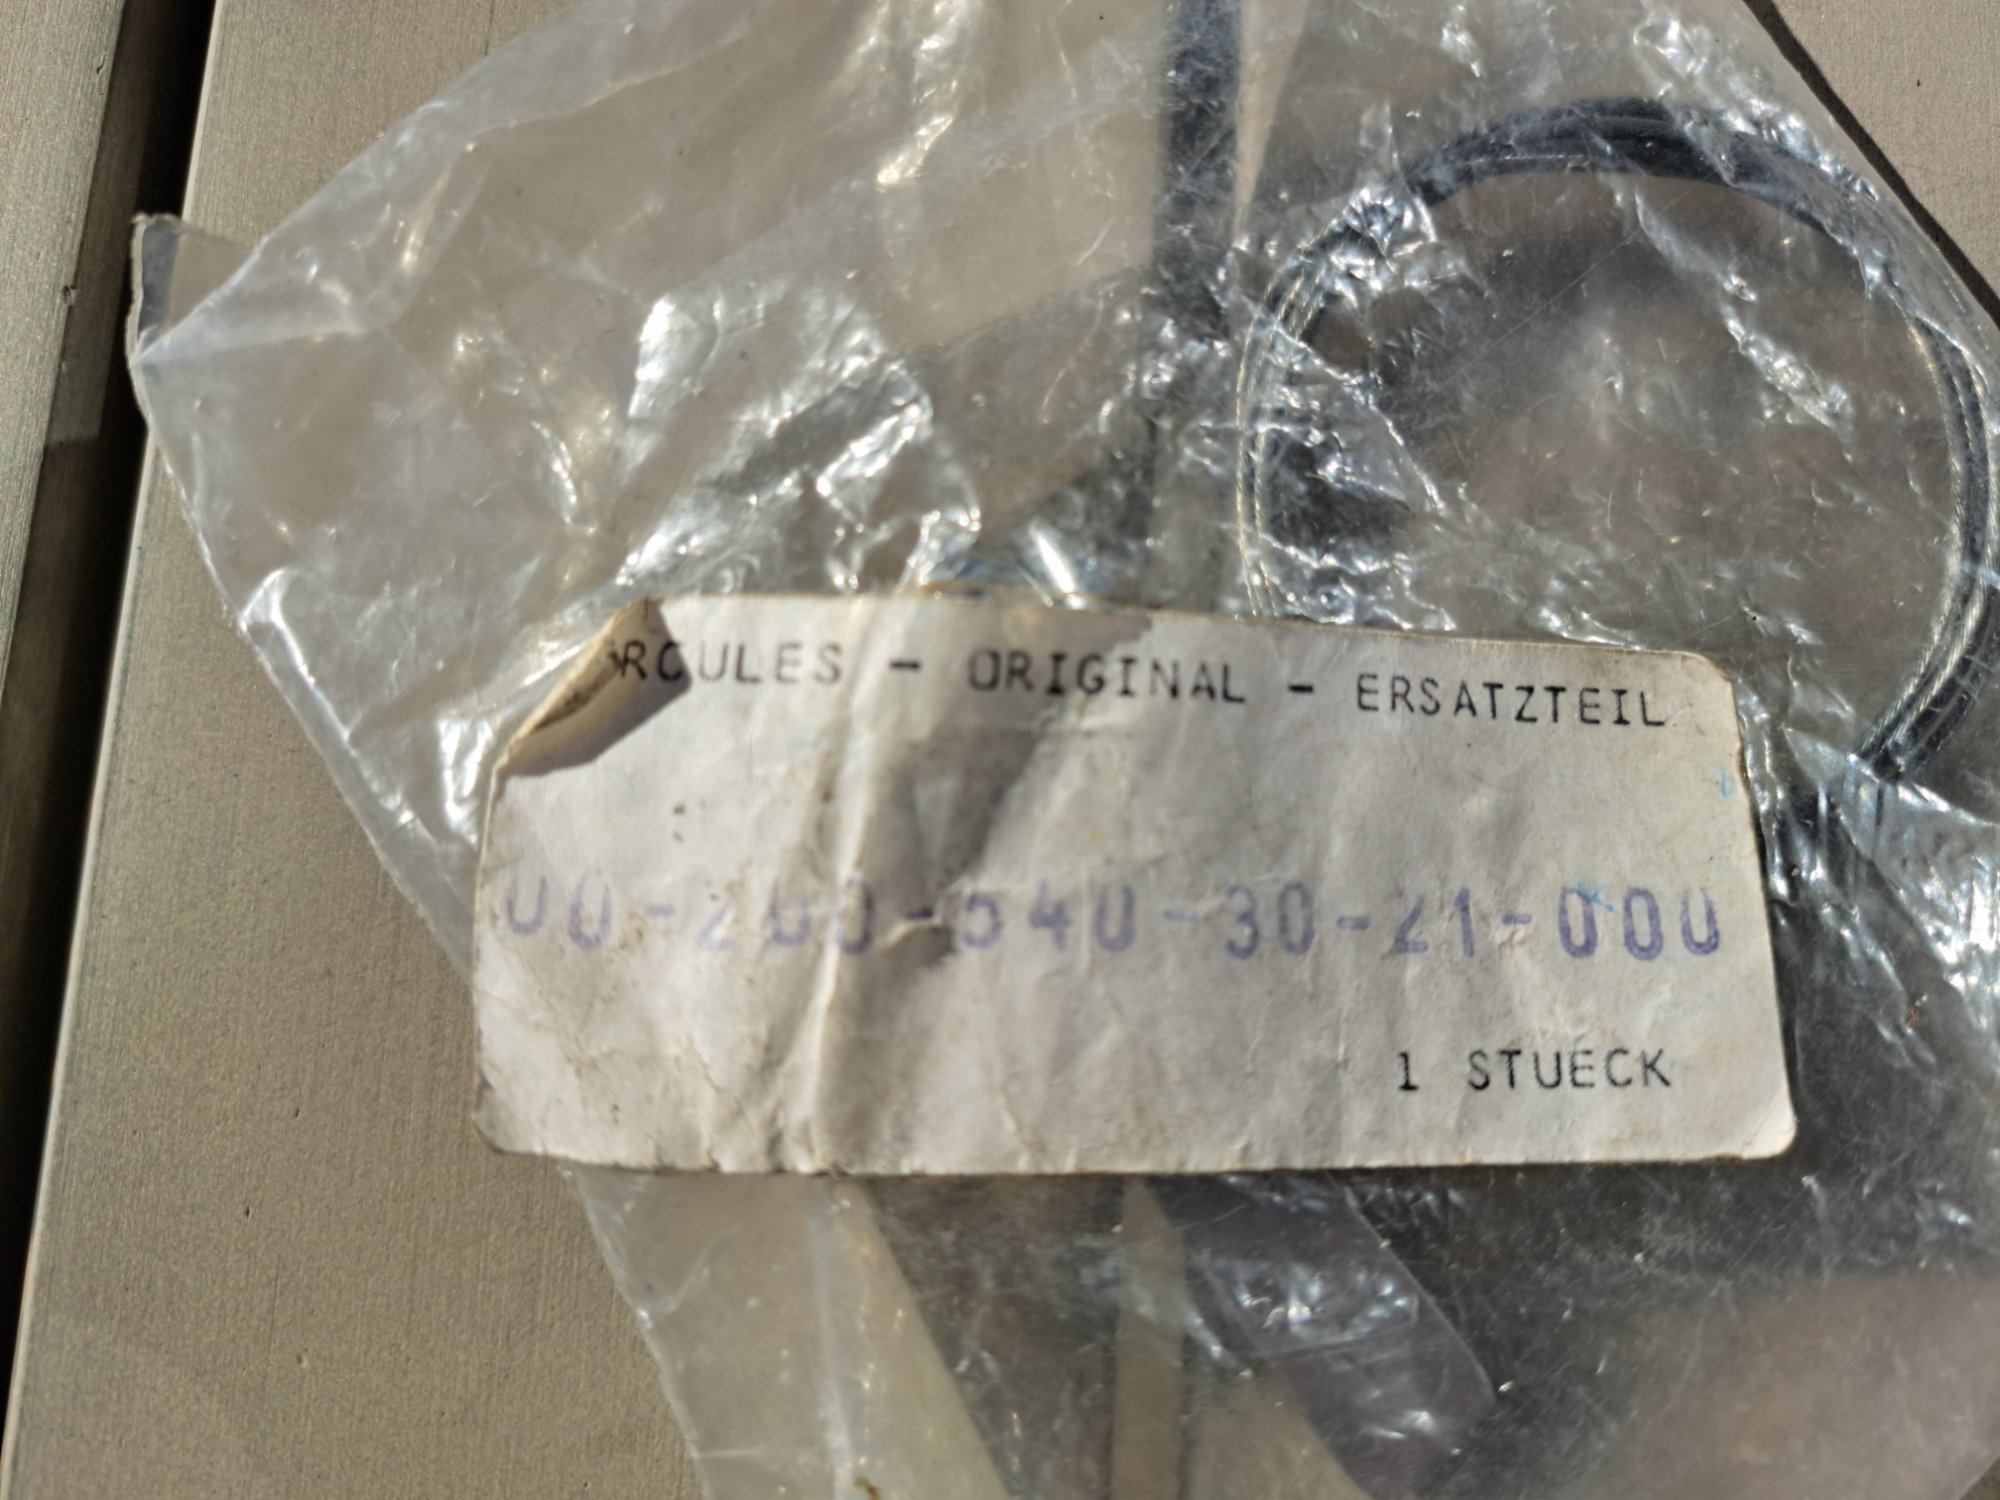 RCULES - ORIGINAL - ERSATZTEIL
00-200-540-30-21-000
1 STUECK